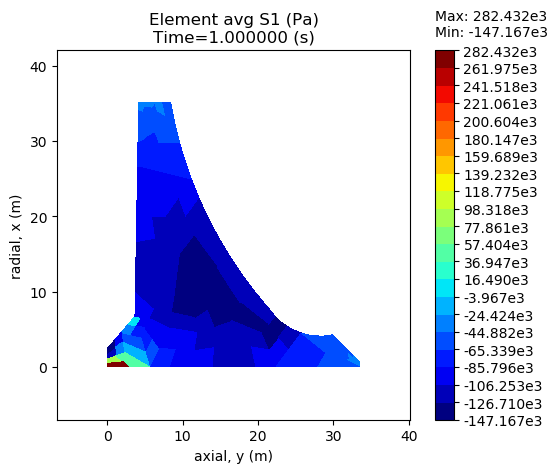 Element avg S1 (Pa)
Time=1.000000 (s)
Max: 282.432e3
Min: -147.167e3
282.432e3
261.975e3
241.518e3
221.061e3
200.604e3
180.147e3
159.689e3
139.232e3
118.775e3
98.318e3
77.861e3
57.404e3
36.947e3
16.490e3
-3.967e3
-24.424e3
-44.882e3
-65.339e3
-85.796e3
-106.253e3
-126.710e3
-147.167e3
radial, x (m)
40
30
20
10
0
0
10
20
30
40
axial, y (m)